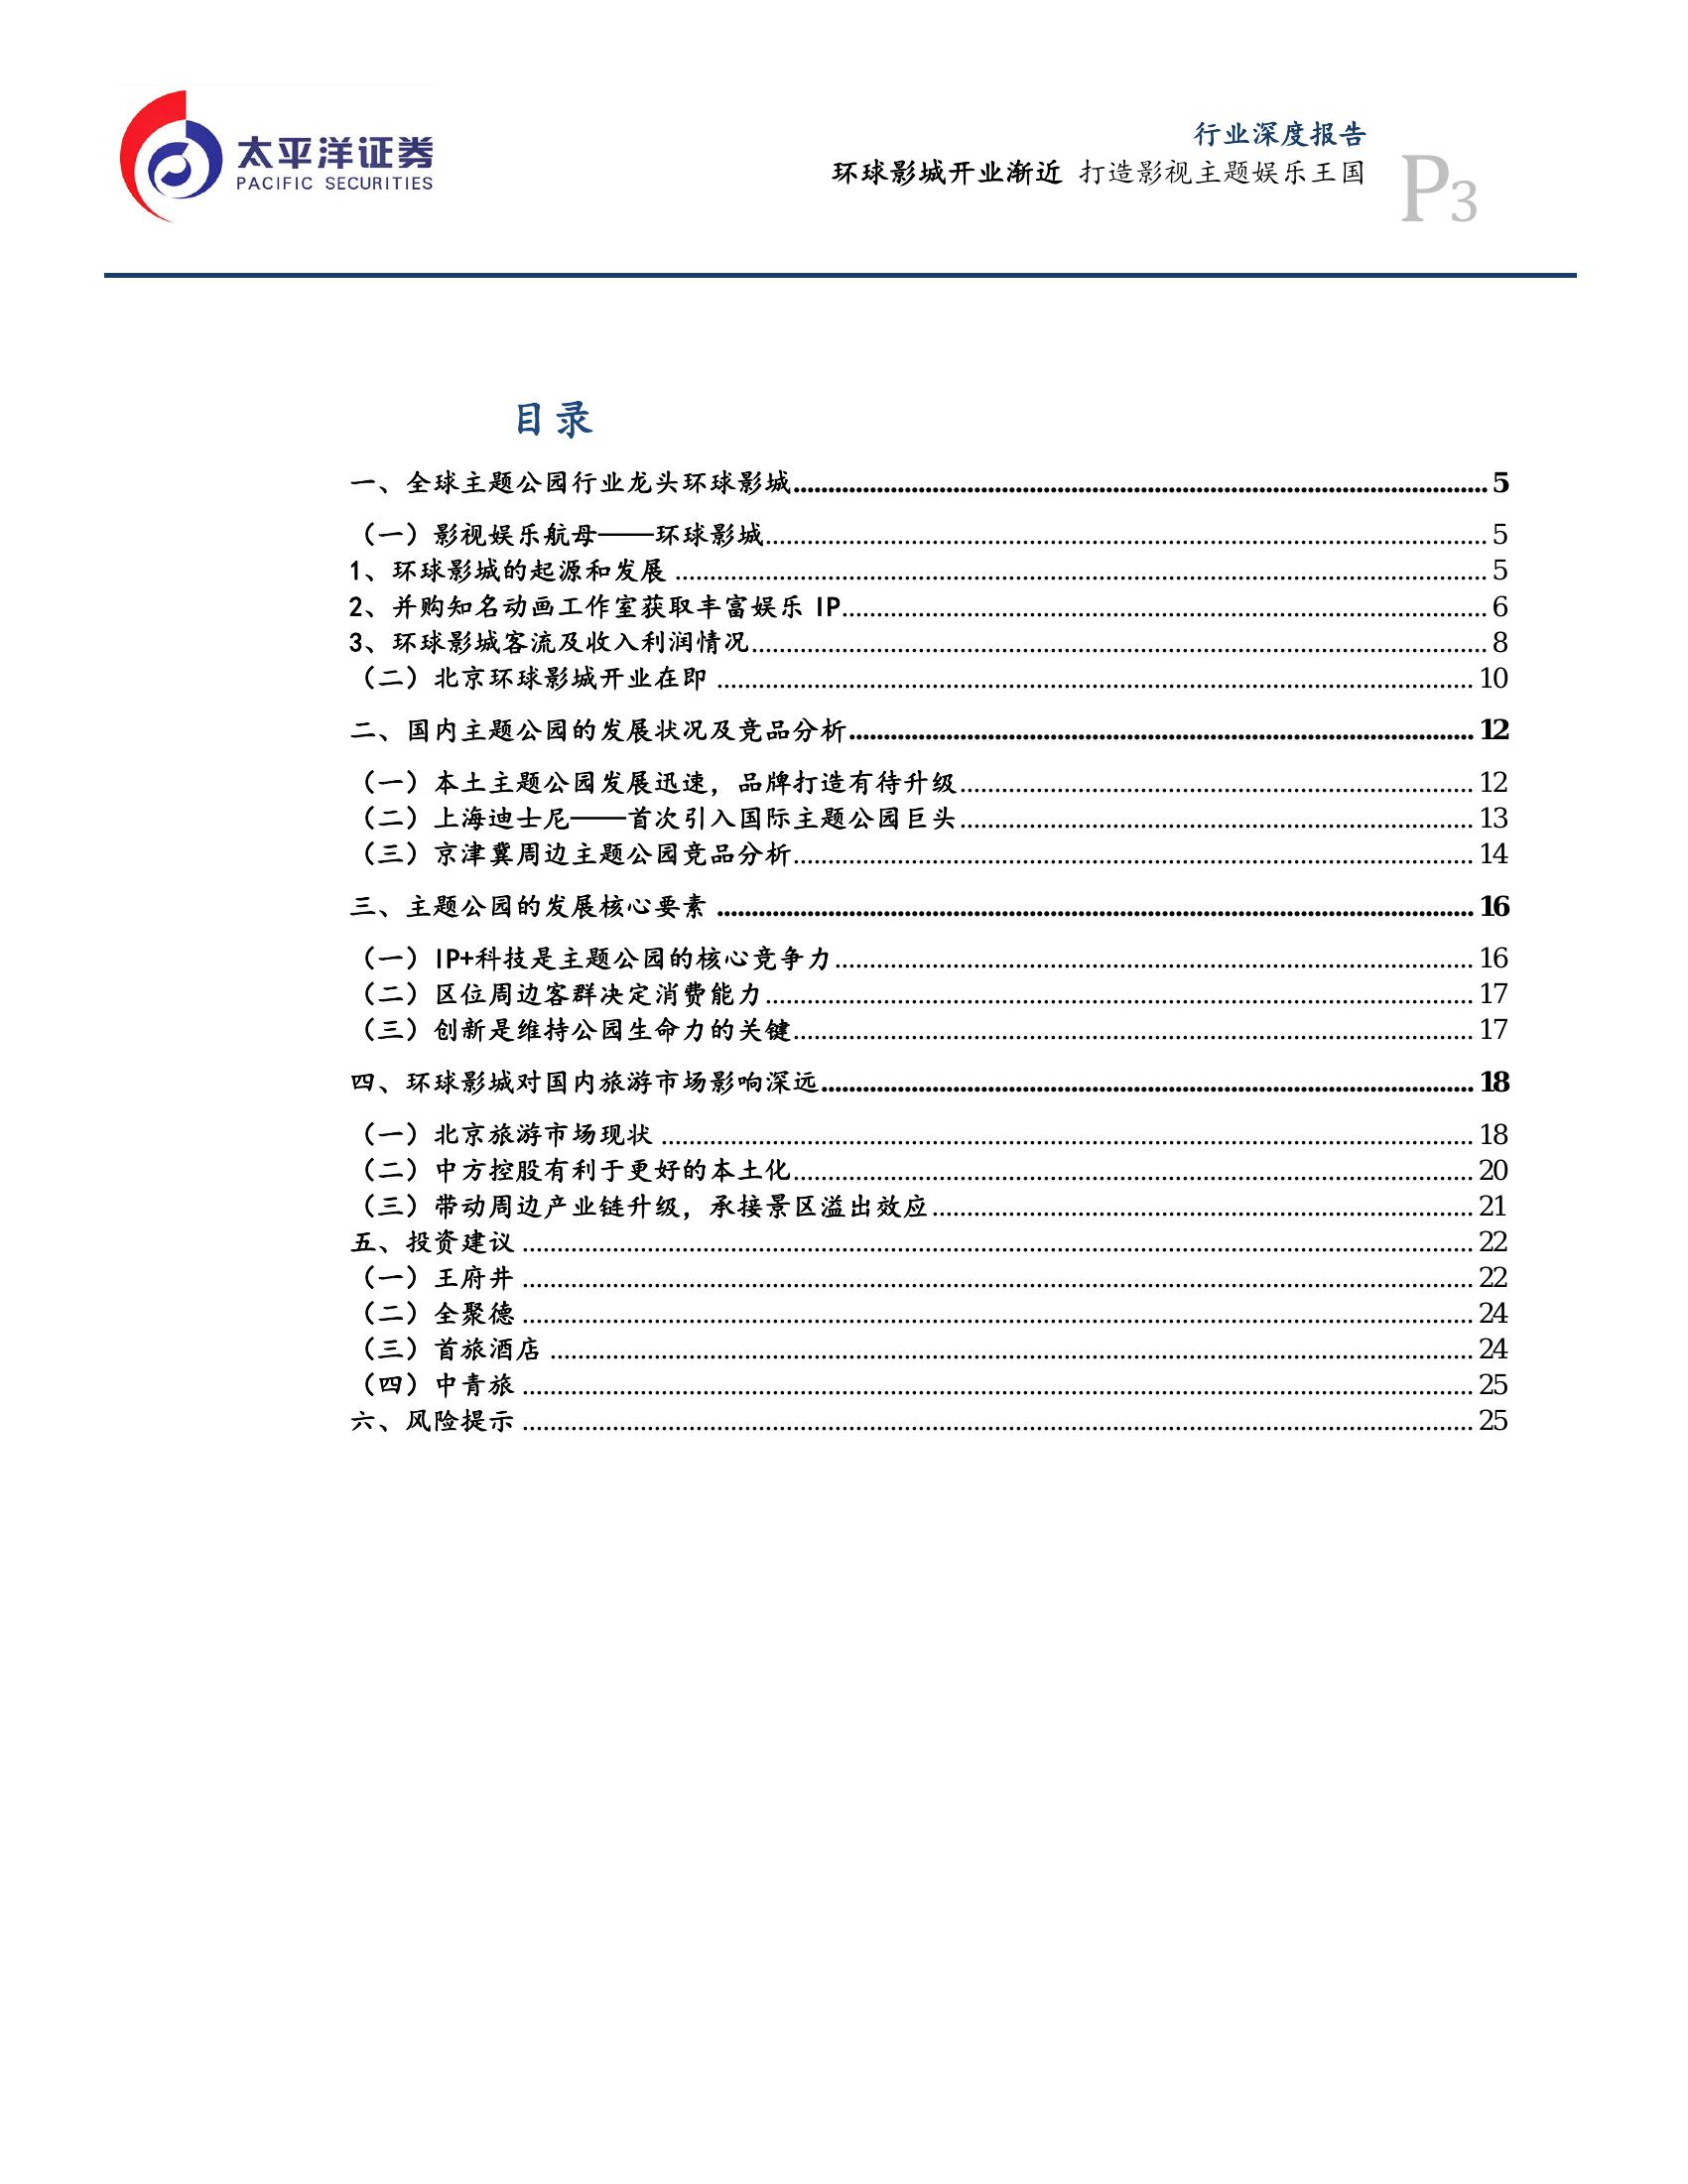 太平洋证券
PACIFIC SECURITIES
行业深度报告
环球影城开业渐近 打造影视主题娱乐王国
P3
目录
一、全球主题公园行业龙头环球影城 5
（一）影视娱乐航母——环球影城 5
1、环球影城的起源和发展 5
2、并购知名动画工作室获取丰富娱乐 IP 6
3、环球影城客流及收入利润情况 8
（二）北京环球影城开业在即 10
二、国内主题公园的发展状况及竞品分析 12
（一）本土主题公园发展迅速，品牌打造有待升级 12
（二）上海迪士尼——首次引入国际主题公园巨头 13
（三）京津冀周边主题公园竞品分析 14
三、主题公园的发展核心要素 16
（一）IP+科技是主题公园的核心竞争力 16
（二）区位周边客群决定消费能力 17
（三）创新是维持公园生命力的关键 17
四、环球影城对国内旅游市场影响深远 18
（一）北京旅游市场现状 18
（二）中方控股有利于更好的本土化 20
（三）带动周边产业链升级，承接景区溢出效应 21
五、投资建议 22
（一）王府井 22
（二）全聚德 24
（三）首旅酒店 24
（四）中青旅 25
六、风险提示 25